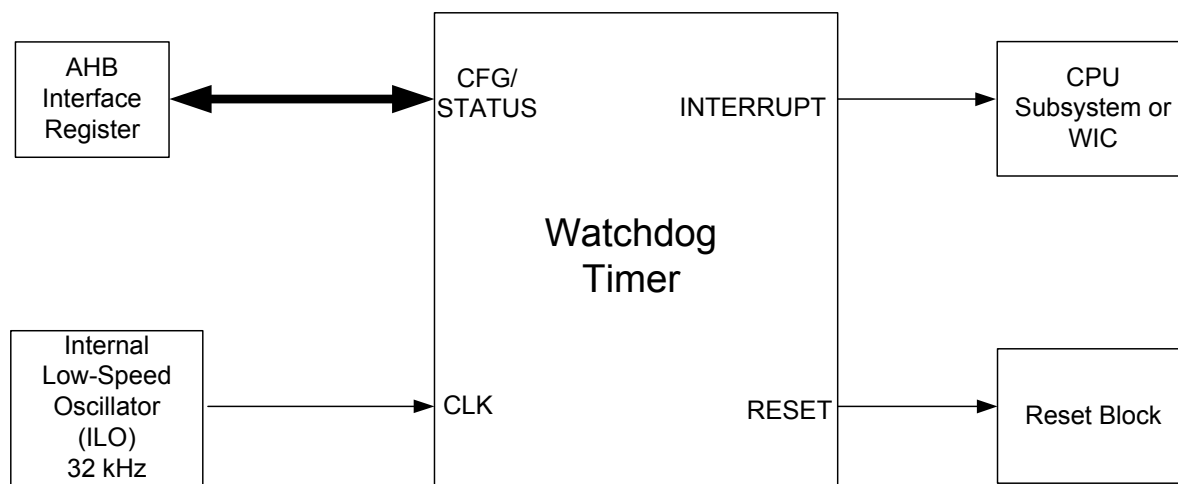 AHB
Interface
Register
CFG/
STATUS
INTERRUPT
CPU
Subsystem or
WIC
Watchdog
Timer
Internal
Low-Speed
Oscillator
(ILO)
32 kHz
CLK
RESET
Reset Block